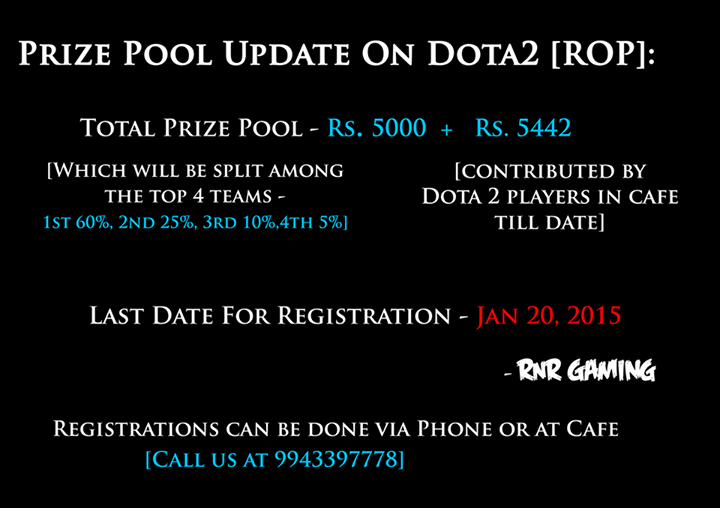 Prize Pool Update On Dota2 [ROP]:
Total Prize Pool - Rs. 5000 + Rs. 5442
[Which will be split among
the top 4 teams -
1st 60%, 2nd 25%, 3rd 10%,4th 5%]
[contributed by
Dota 2 players in cafe
till date]
Last Date For Registration - Jan 20, 2015
- RNR GAMING
Registrations can be done via Phone or at Cafe
[Call us at 9943397778]